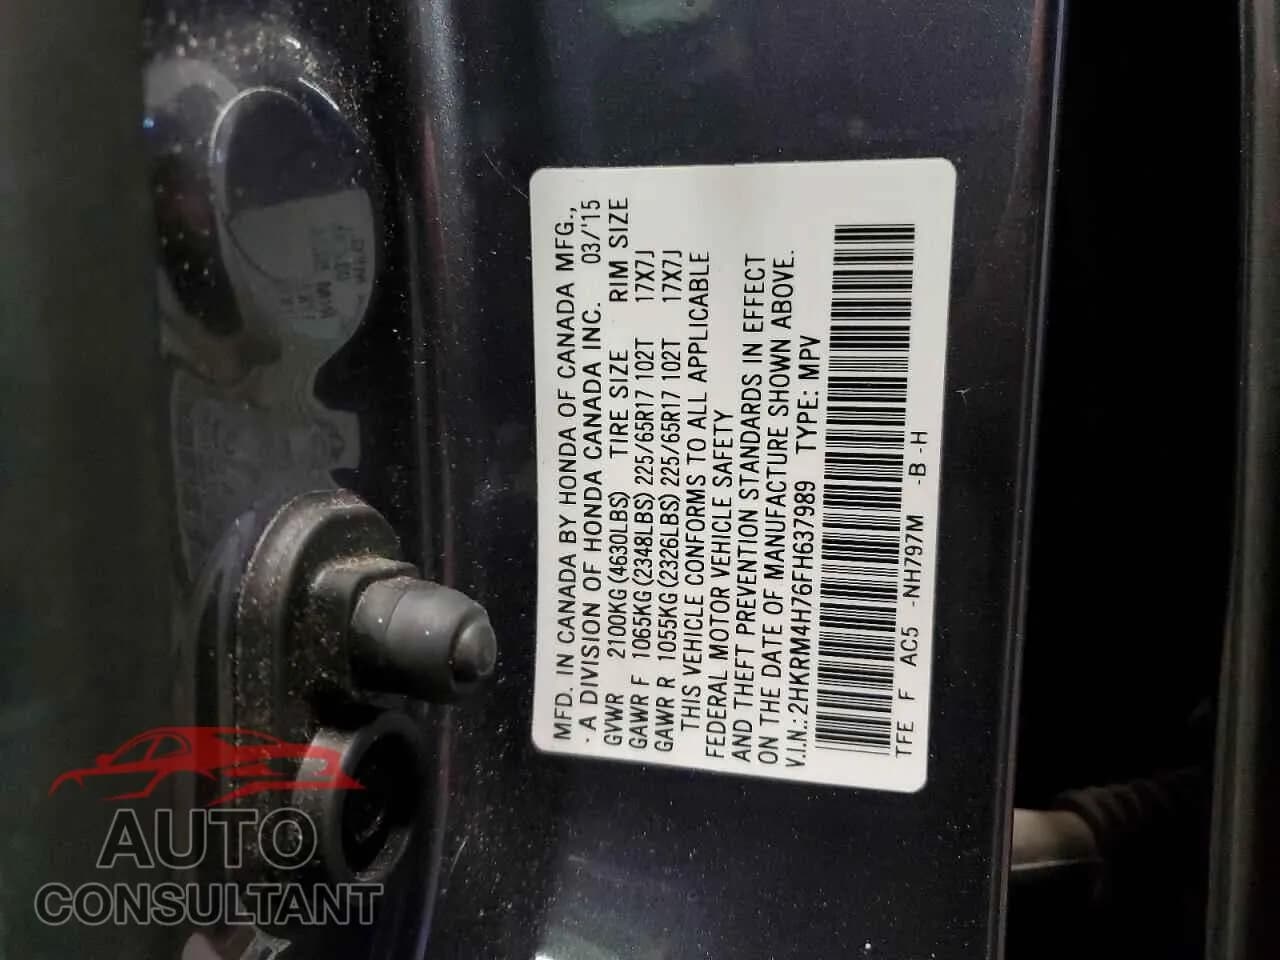 MFD. IN CANADA BY HONDA OF CANADA MFG.,
- A DIVISION OF HONDA CANADA INC. 03/'15
GVWR 2100KG(4630LBS) TIRE SIZE RIM SIZE
GAWR F 1065KG(2348LBS) 225/65R17 102T 17X7J
GAWR R 1055KG(2326LBS) 225/65R17 102T 17X7J
THIS VEHICLE CONFORMS TO ALL APPLICABLE
FEDERAL MOTOR VEHICLE SAFETY
AND THEFT PREVENTION STANDARDS IN EFFECT
ON THE DATE OF MANUFACTURE SHOWN ABOVE.
V.I.N.: 2HKRM4H76FH637989 TYPE: MPV
TFE F AC5 -NH797M -B -H
AUTO
CONSULTANT